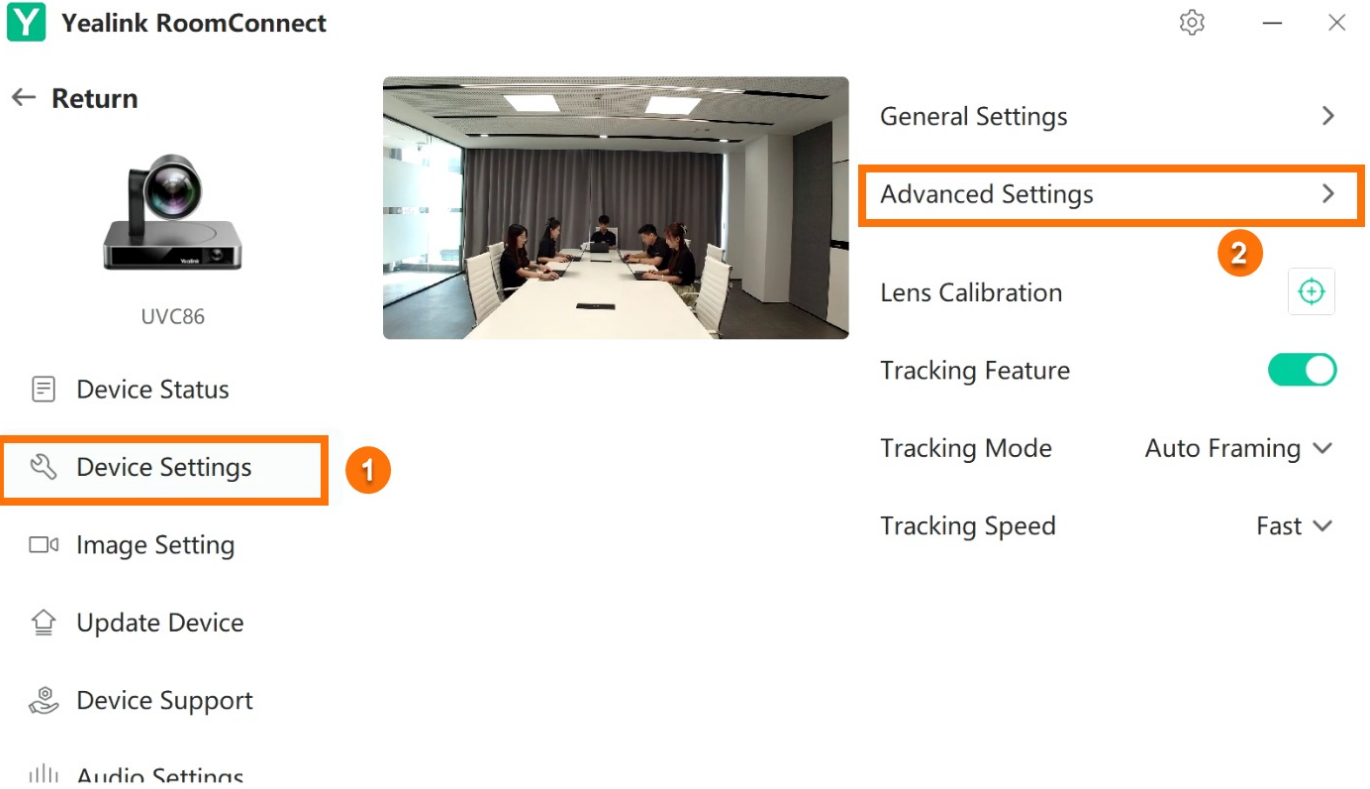 Y Yealink RoomConnect
Return
Yealink
UVC86
Device Status
Device Settings
1
Image Setting
Update Device
Device Support
Audio Settings
General Settings
Advanced Settings
2
Lens Calibration
Tracking Feature
Tracking Mode Auto Framing
Tracking Speed Fast